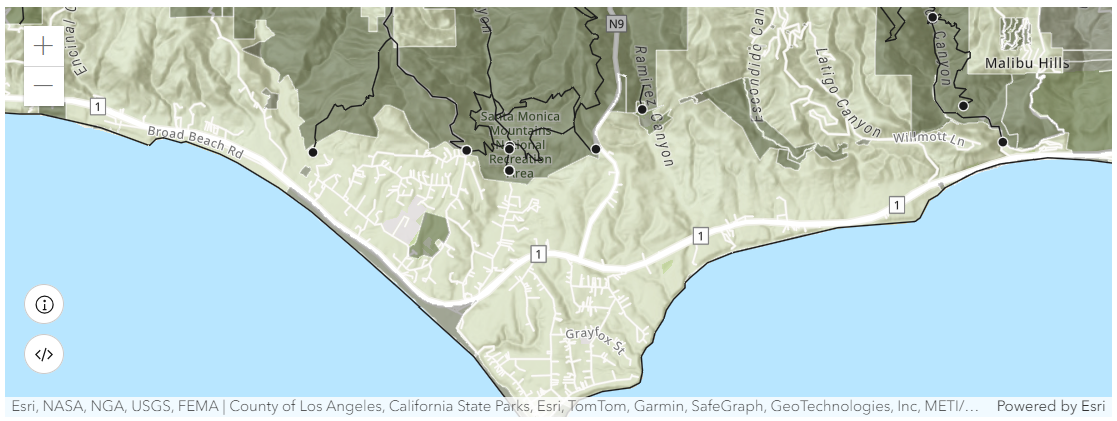 Encinal C
yon
N9
Ramirez Canyon
Escondido Can
Latigo Canyon
Canyon
Malibu Hills
1
Broad Beach Rd
Santa Monica
Mountains
National
Recreation
Area
Willmott Ln
1
1
1
Grayfox St
Esri, NASA, NGA, USGS, FEMA | County of Los Angeles, California State Parks, Esri, TomTom, Garmin, SafeGraph, GeoTechnologies, Inc, METI/… Powered by Esri